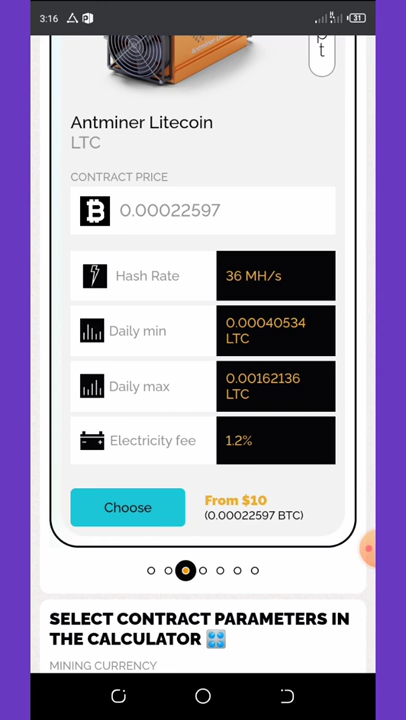 3:16
31
pt
Antminer Litecoin
LTC
CONTRACT PRICE
0.00022597
Hash Rate
36 MH/s
Daily min
0.00040534
LTC
Daily max
0.00162136
LTC
Electricity fee
1.2%
Choose
From $10
(0.00022597 BTC)
SELECT CONTRACT PARAMETERS IN
THE CALCULATOR 🎛️
MINING CURRENCY